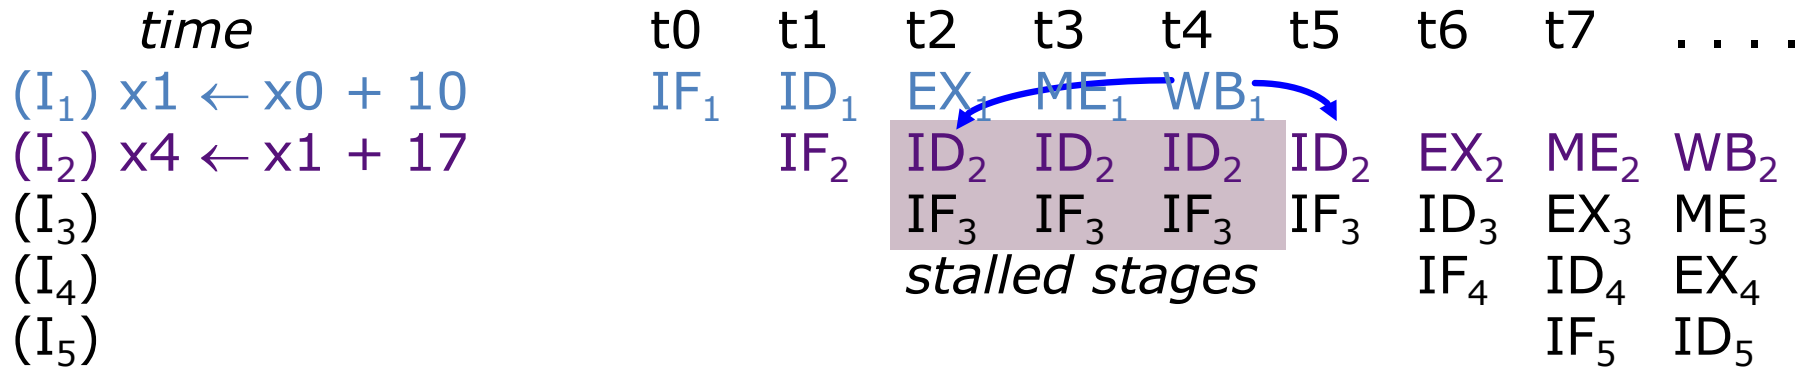 time t0 t1 t2 t3 t4 t5 t6 t7 . . . .
(I₁) x1 ← x0 + 10 IF₁ ID₁ EX₁ ME₁ WB₁
(I₂) x4 ← x1 + 17 IF₂ ID₂ ID₂ ID₂ ID₂ EX₂ ME₂ WB₂
(I₃) IF₃ IF₃ IF₃ IF₃ ID₃ EX₃ ME₃
(I₄) stalled stages IF₄ ID₄ EX₄
(I₅) IF₅ ID₅